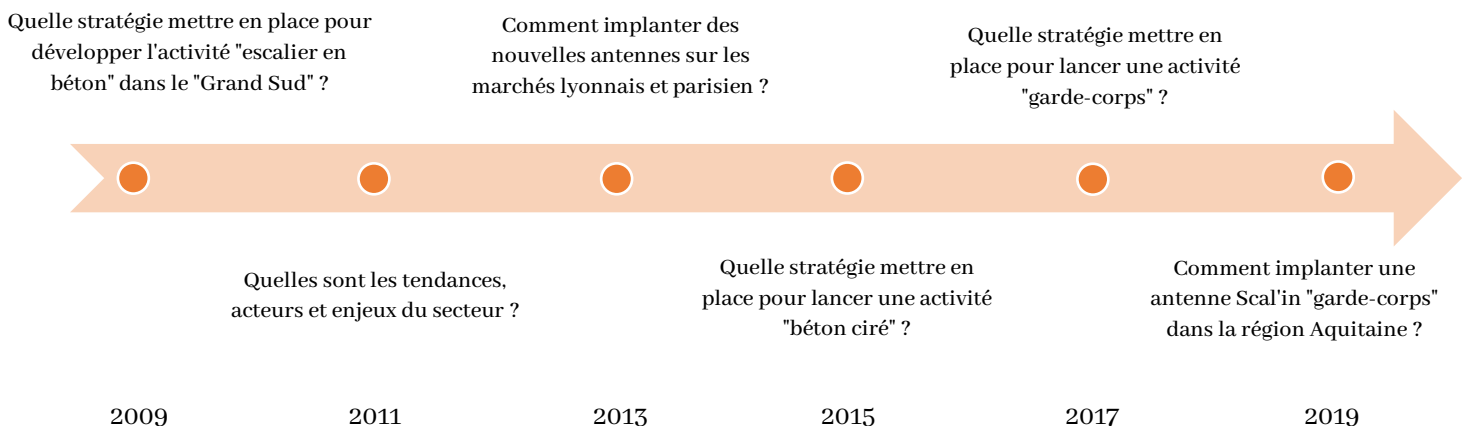 Quelle stratégie mettre en place pour
développer l'activité "escalier en
béton" dans le "Grand Sud" ?
Comment implanter des
nouvelles antennes sur les
marchés lyonnais et parisien ?
Quelle stratégie mettre en
place pour lancer une activité
"garde-corps" ?
Quelles sont les tendances,
acteurs et enjeux du secteur ?
Quelle stratégie mettre en
place pour lancer une activité
"béton ciré" ?
Comment implanter une
antenne Scal'in "garde-corps"
dans la région Aquitaine ?
2009
2011
2013
2015
2017
2019